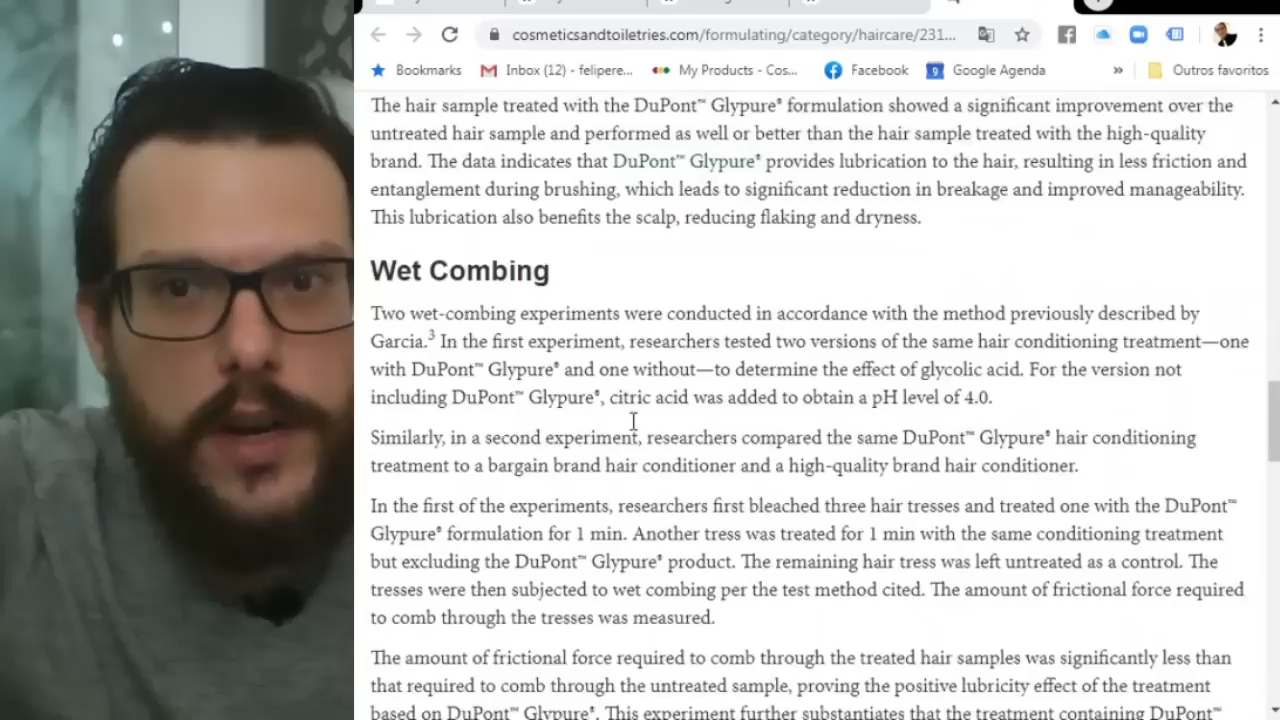 cosmeticsandtoiletries.com/formulating/category/haircare/231...
Bookmarks
Inbox (12) - felipere...
My Products - Cos...
Facebook
9 Google Agenda
»
Outros favoritos
The hair sample treated with the DuPont™ Glypure® formulation showed a significant improvement over the
untreated hair sample and performed as well or better than the hair sample treated with the high-quality
brand. The data indicates that DuPont™ Glypure® provides lubrication to the hair, resulting in less friction and
entanglement during brushing, which leads to significant reduction in breakage and improved manageability.
This lubrication also benefits the scalp, reducing flaking and dryness.
Wet Combing
Two wet-combing experiments were conducted in accordance with the method previously described by
Garcia.³ In the first experiment, researchers tested two versions of the same hair conditioning treatment—one
with DuPont™ Glypure® and one without—to determine the effect of glycolic acid. For the version not
including DuPont™ Glypure®, citric acid was added to obtain a pH level of 4.0.
Similarly, in a second experiment, researchers compared the same DuPont™ Glypure® hair conditioning
treatment to a bargain brand hair conditioner and a high-quality brand hair conditioner.
In the first of the experiments, researchers first bleached three hair tresses and treated one with the DuPont™
Glypure® formulation for 1 min. Another tress was treated for 1 min with the same conditioning treatment
but excluding the DuPont™ Glypure® product. The remaining hair tress was left untreated as a control. The
tresses were then subjected to wet combing per the test method cited. The amount of frictional force required
to comb through the tresses was measured.
The amount of frictional force required to comb through the treated hair samples was significantly less than
that required to comb through the untreated sample, proving the positive lubricity effect of the treatment
based on DuPont™ Glypure®. This experiment further substantiates that the treatment containing DuPont™